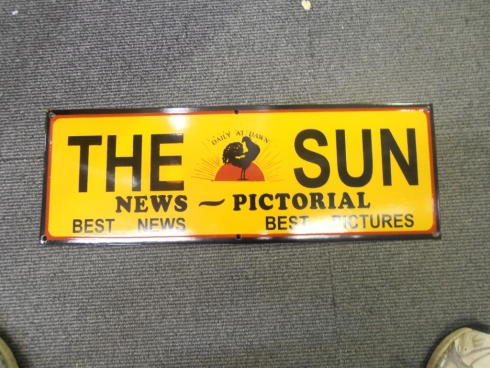 DAILY AT DAWN
THE SUN
NEWS ~ PICTORIAL
BEST NEWS BEST PICTURES